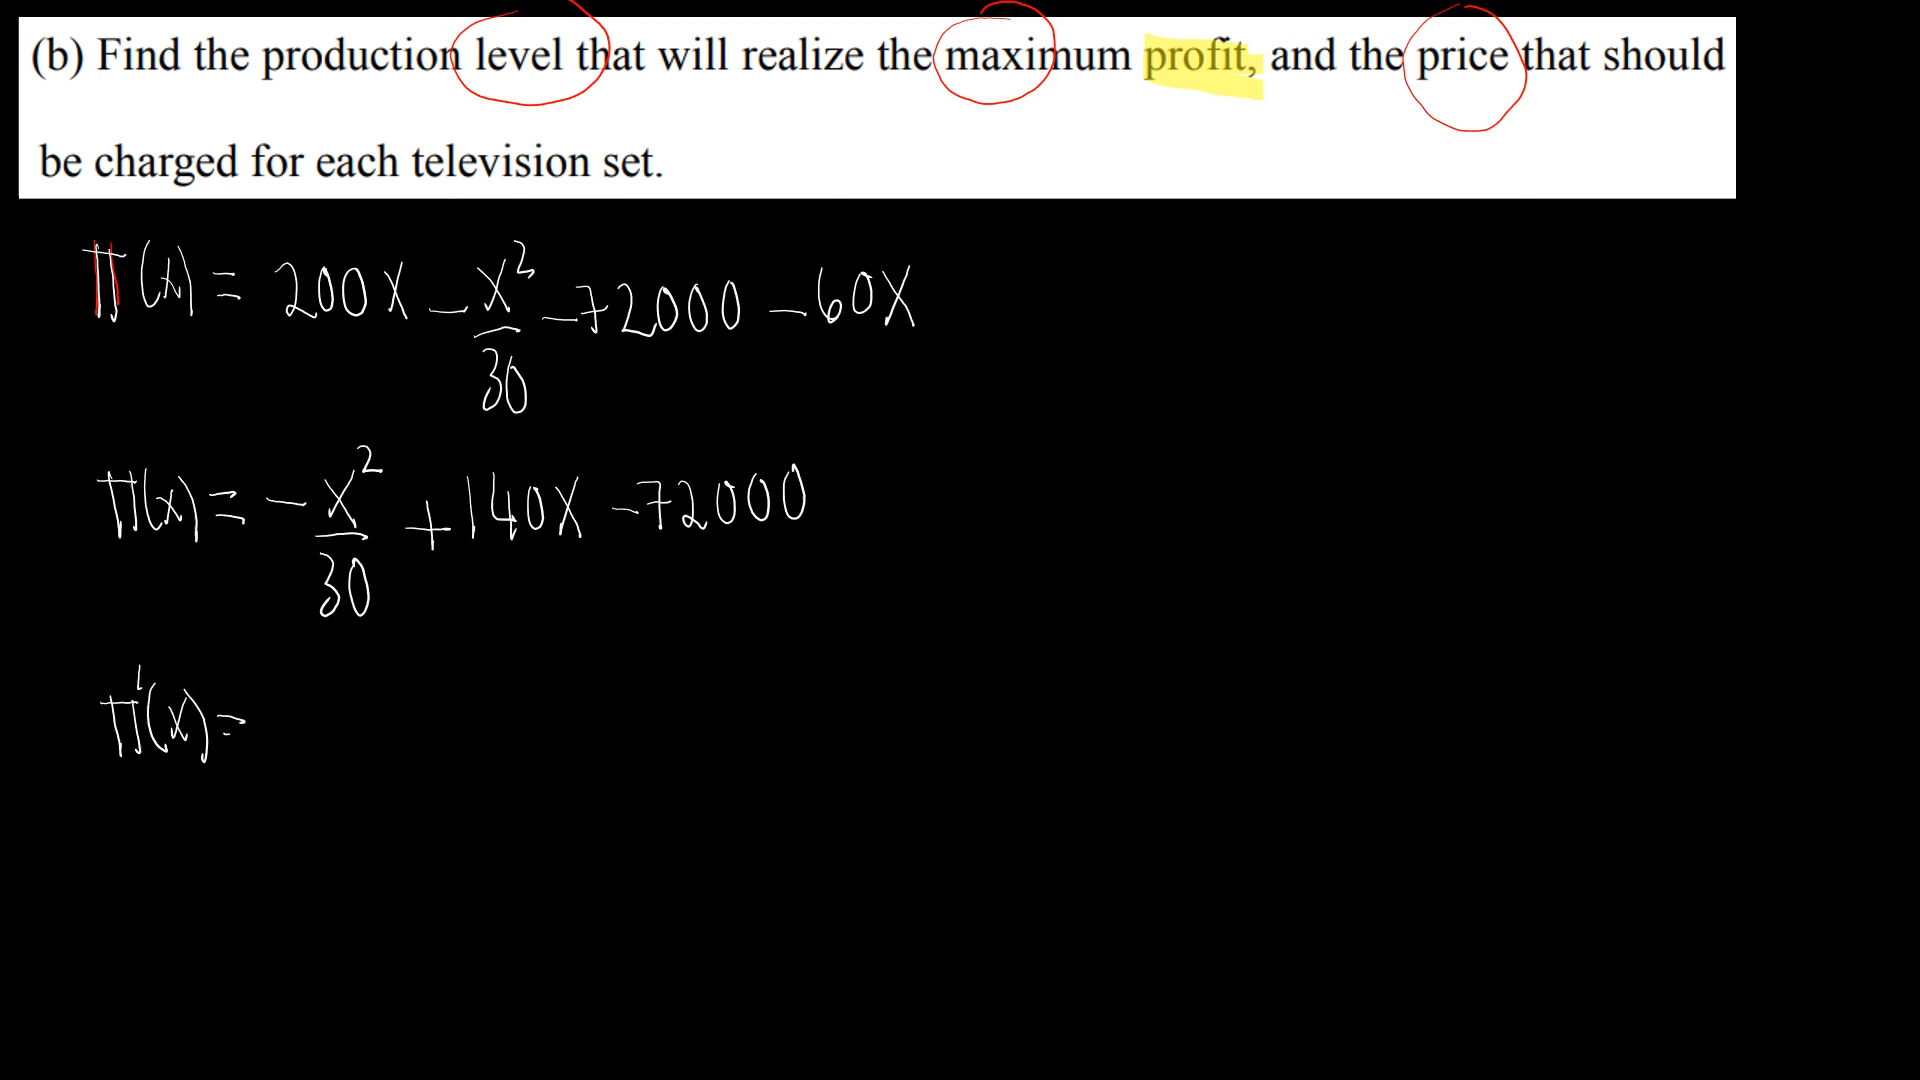 (b) Find the production level that will realize the maximum profit, and the price that should
be charged for each television set.
π(x) = 200x - x²/30 - 72000 - 60x
π(x) = -x²/30 + 140x - 72000
π'(x) =